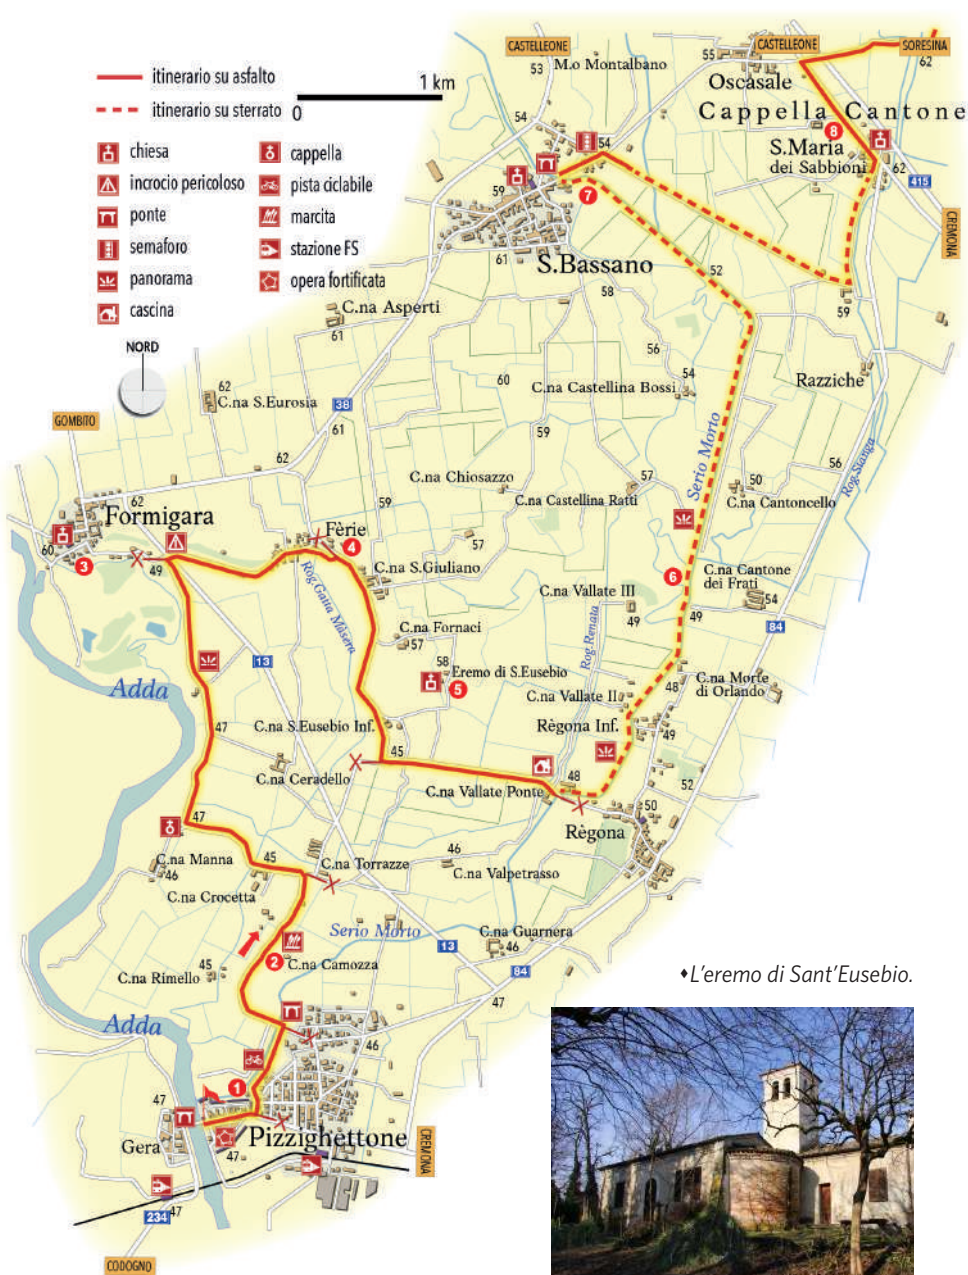 itinerario su asfalto
itinerario su sterrato
0
1 km
chiesa
incrocio pericoloso
ponte
semaforo
panorama
cascina
cappella
pista ciclabile
marcita
stazione FS
opera fortificata
NORD
CASTELLEONE
53
M.o Montalbano
55
Oscasale
CASTELLEONE
SORESINA
62
Cappella Cantone
54
54
8
S.Maria
dei Sabbioni
62
415
CREMONA
59
7
S.Bassano
61
58
52
59
C.na Asperti
61
56
54
C.na Castellina Bossi
Razziche
62
C.na S.Eurosia
38
61
60
59
GOMBITO
62
Serio Morto
56
Rog. Stanga
C.na Chiosazzo
57
C.na Castellina Ratti
50
C.na Cantoncello
62
Formigara
59
60
3
49
Fèrie
4
57
C.na S.Giuliano
Rog. Gatta Masera
6
C.na Cantone
dei Frati
54
C.na Vallate III
49
49
84
Rog. Renata
C.na Fornaci
57
13
58
Eremo di S.Eusebio
5
48
C.na Morte
di Orlando
Adda
C.na Vallate II
47
C.na S.Eusebio Inf.
Règona Inf.
49
45
C.na Ceradello
48
C.na Vallate Ponte
52
50
Règona
47
C.na Manna
46
45
C.na Crocetta
C.na Torrazze
46
C.na Valpetrasso
Serio Morto
13
C.na Guarnera
46
2
C.na Camozza
84
C.na Rimello
45
47
Adda
46
1
47
Gera
47
Pizzighettone
CREMONA
47
234
CODOGNO
♦L'eremo di Sant'Eusebio.